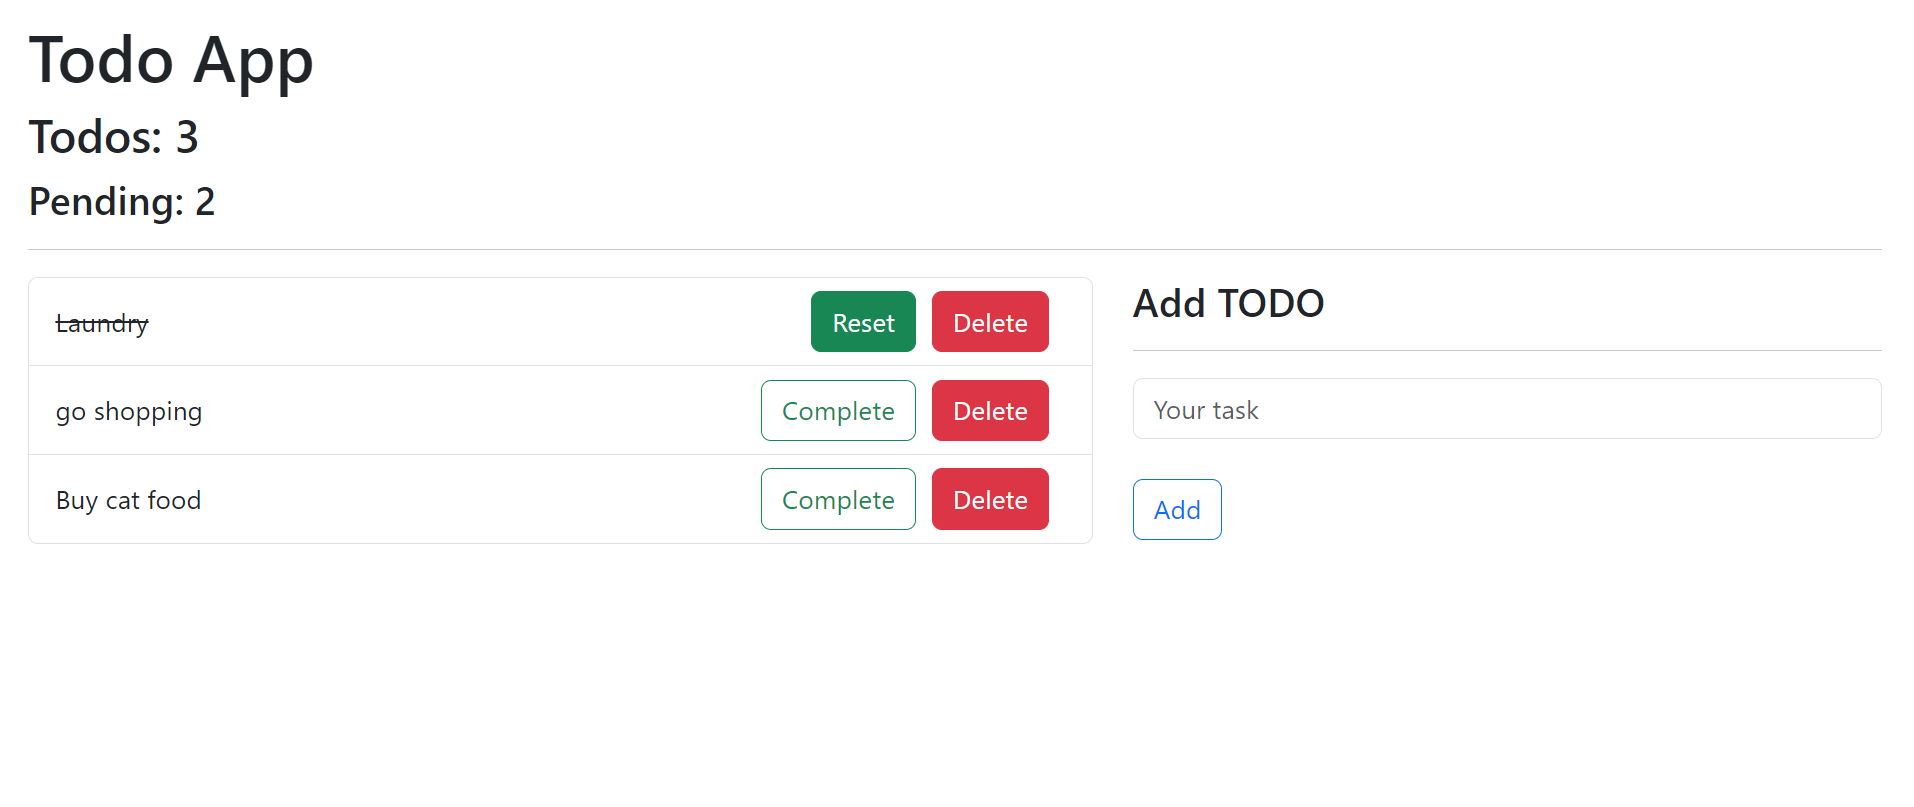 Todo App
Todos: 3
Pending: 2
Laundry Reset Delete
go shopping Complete Delete
Buy cat food Complete Delete
Add TODO
Your task
Add